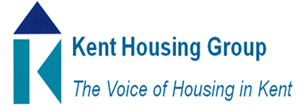 Kent Housing Group
The Voice of Housing in Kent